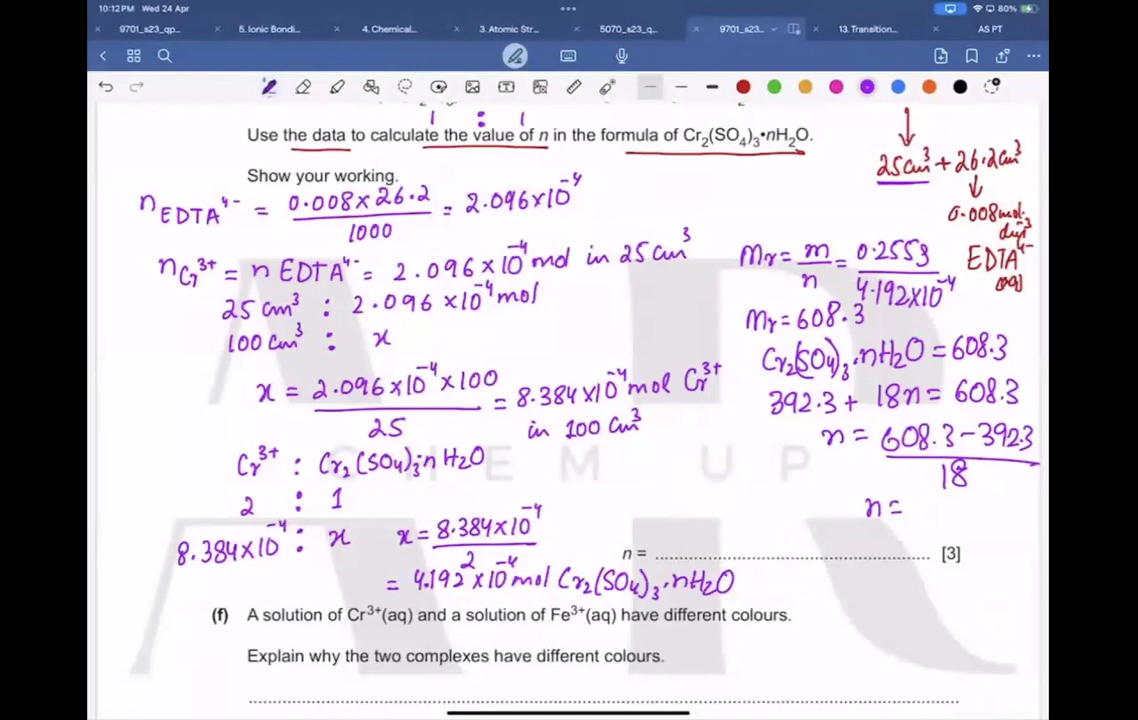 10:12 PM Wed 24 Apr
80%
9701_s23_qp...
5. Ionic Bondi...
4. Chemical...
3. Atomic Str...
5070_s23_q...
9701_s23...
13. Transition...
AS PT
1 : 1
Use the data to calculate the value of n in the formula of Cr₂(SO₄)₃•nH₂O.
25cm³ + 26.2cm³
Show your working.
0.008mol dm⁻³
EDTA⁴⁻
(aq)
n EDTA⁴⁻ = 0.008 × 26.2 / 1000 = 2.096×10⁻⁴
n Cr³⁺ = n EDTA⁴⁻ = 2.096 × 10⁻⁴ mol in 25 cm³
25 cm³ : 2.096 × 10⁻⁴ mol
100 cm³ : x
x = 2.096×10⁻⁴ × 100 / 25 = 8.384×10⁻⁴ mol Cr³⁺
in 100 cm³
Cr³⁺ : Cr₂(SO₄)₃.nH₂O
2 : 1
8.384×10⁻⁴ : x
x = 8.384×10⁻⁴ / 2
= 4.192 × 10⁻⁴ mol Cr₂(SO₄)₃.nH₂O
Mr = m / n = 0.2553 / 4.192×10⁻⁴
Mr = 608.3
Cr₂(SO₄)₃.nH₂O = 608.3
392.3 + 18n = 608.3
n = 608.3 - 392.3 / 18
n =
CHEM UP
n = ............................................................ [3]
(f) A solution of Cr³⁺(aq) and a solution of Fe³⁺(aq) have different colours.
Explain why the two complexes have different colours.